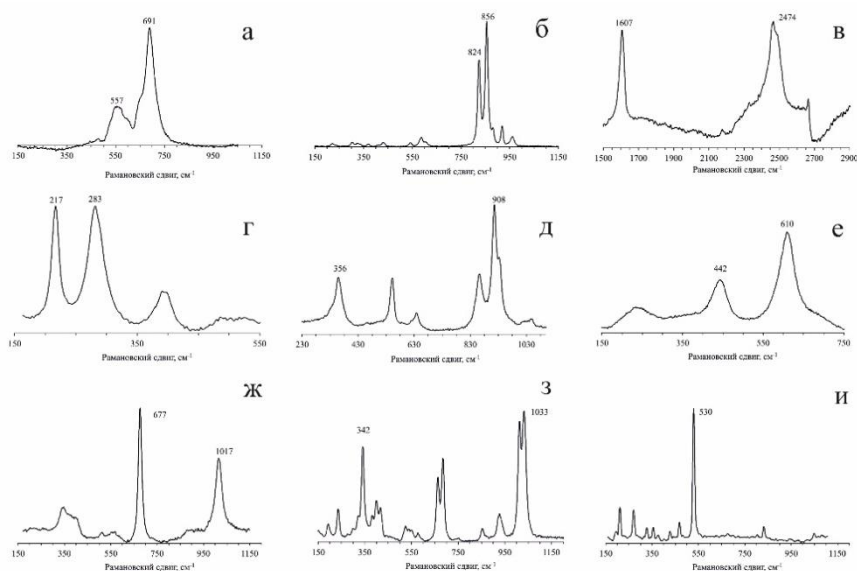 а
691
557
150 350 550 750 950 1150
Рамановский сдвиг, см-1
б
856
824
150 350 550 750 950 1150
Рамановский сдвиг, см-1
в
1607
2474
1500 1700 1900 2100 2300 2500 2700 2900
Рамановский сдвиг, см-1
г
217 283
150 350 550
Рамановский сдвиг, см-1
д
908
356
230 430 630 830 1030
Рамановский сдвиг, см-1
е
610
442
150 350 550 750
Рамановский сдвиг, см-1
ж
677
1017
150 350 550 750 950 1150
Рамановский сдвиг, см-1
з
1033
342
150 350 550 750 950 1150
Рамановский сдвиг, см-1
и
530
150 350 550 750 950 1150
Рамановский сдвиг, см-1